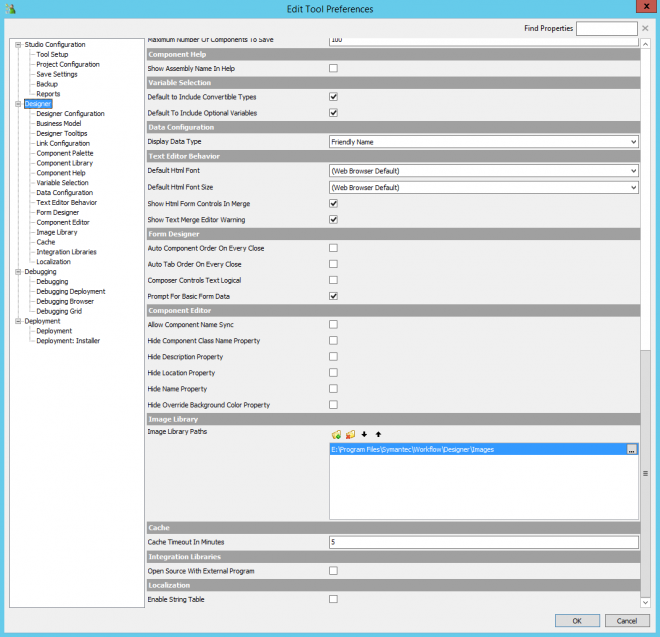 Edit Tool Preferences
Find Properties
Studio Configuration
Tool Setup
Project Configuration
Save Settings
Backup
Reports
Designer
Designer Configuration
Business Model
Designer Tooltips
Link Configuration
Component Palette
Component Library
Component Help
Variable Selection
Data Configuration
Text Editor Behavior
Form Designer
Component Editor
Image Library
Cache
Integration Libraries
Localization
Debugging
Debugging
Debugging Deployment
Debugging Browser
Debugging Grid
Deployment
Deployment
Deployment: Installer
Maximum Number Of Components To Save 100
Component Help
Show Assembly Name In Help
Variable Selection
Default to Include Convertible Types
Default To Include Optional Variables
Data Configuration
Display Data Type Friendly Name
Text Editor Behavior
Default Html Font (Web Browser Default)
Default Html Font Size (Web Browser Default)
Show Html Form Controls In Merge
Show Text Merge Editor Warning
Form Designer
Auto Component Order On Every Close
Auto Tab Order On Every Close
Composer Controls Text Logical
Prompt For Basic Form Data
Component Editor
Allow Component Name Sync
Hide Component Class Name Property
Hide Description Property
Hide Location Property
Hide Name Property
Hide Override Background Color Property
Image Library
Image Library Paths
E:\Program Files\Symantec\Workflow\Designer\Images ...
Cache
Cache Timeout In Minutes 5
Integration Libraries
Open Source With External Program
Localization
Enable String Table
OK Cancel